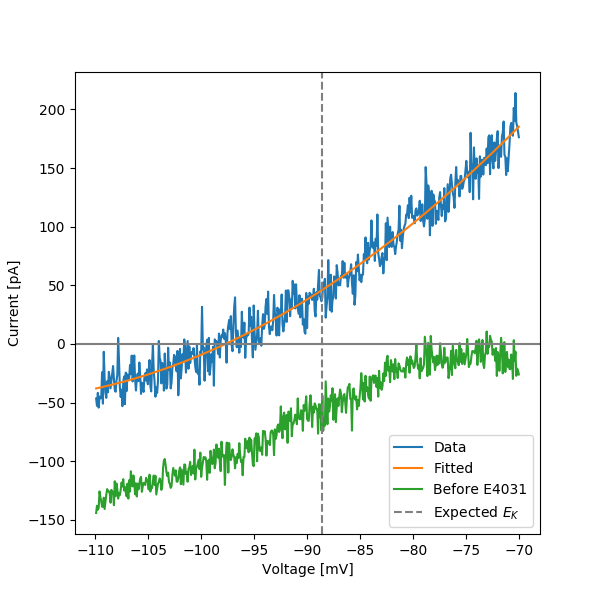 200
150
100
50
0
−50
−100
−150
Current [pA]
−110 −105 −100 −95 −90 −85 −80 −75 −70
Voltage [mV]
Data
Fitted
Before E4031
Expected E_K